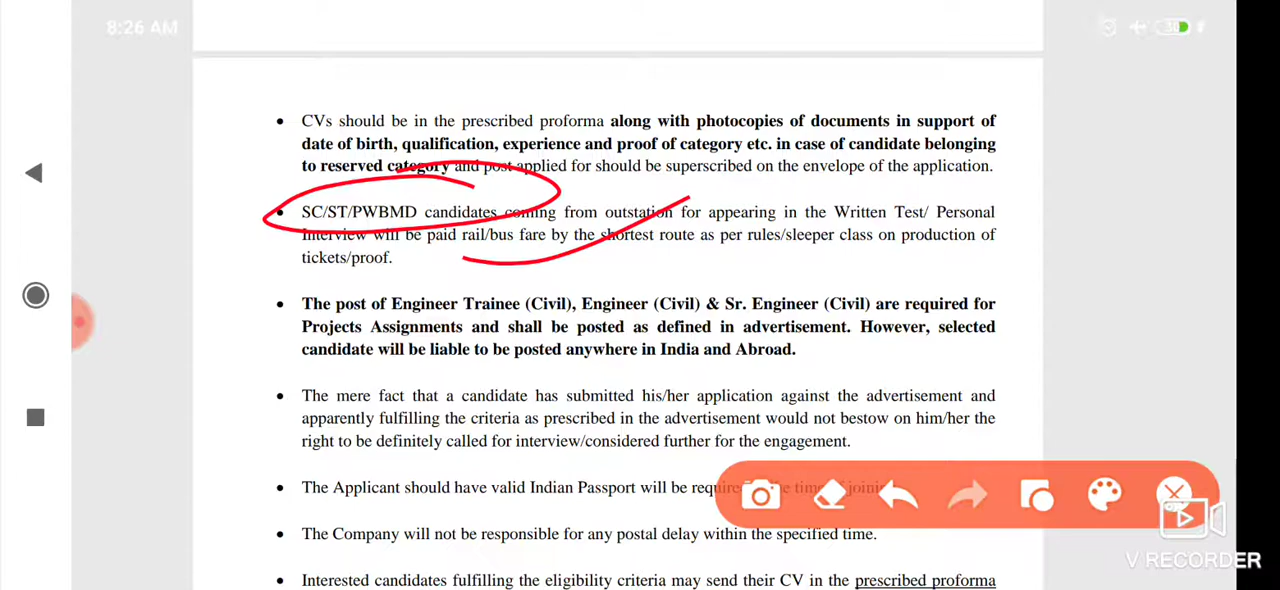 8:26 AM
30
CVs should be in the prescribed proforma along with photocopies of documents in support of
date of birth, qualification, experience and proof of category etc. in case of candidate belonging
to reserved category and post applied for should be superscribed on the envelope of the application.
SC/ST/PWBMD candidates coming from outstation for appearing in the Written Test/ Personal
Interview will be paid rail/bus fare by the shortest route as per rules/sleeper class on production of
tickets/proof.
The post of Engineer Trainee (Civil), Engineer (Civil) & Sr. Engineer (Civil) are required for
Projects Assignments and shall be posted as defined in advertisement. However, selected
candidate will be liable to be posted anywhere in India and Abroad.
The mere fact that a candidate has submitted his/her application against the advertisement and
apparently fulfilling the criteria as prescribed in the advertisement would not bestow on him/her the
right to be definitely called for interview/considered further for the engagement.
The Applicant should have valid Indian Passport will be required time joini
The Company will not be responsible for any postal delay within the specified time.
V RECORDER
Interested candidates fulfilling the eligibility criteria may send their CV in the prescribed proforma